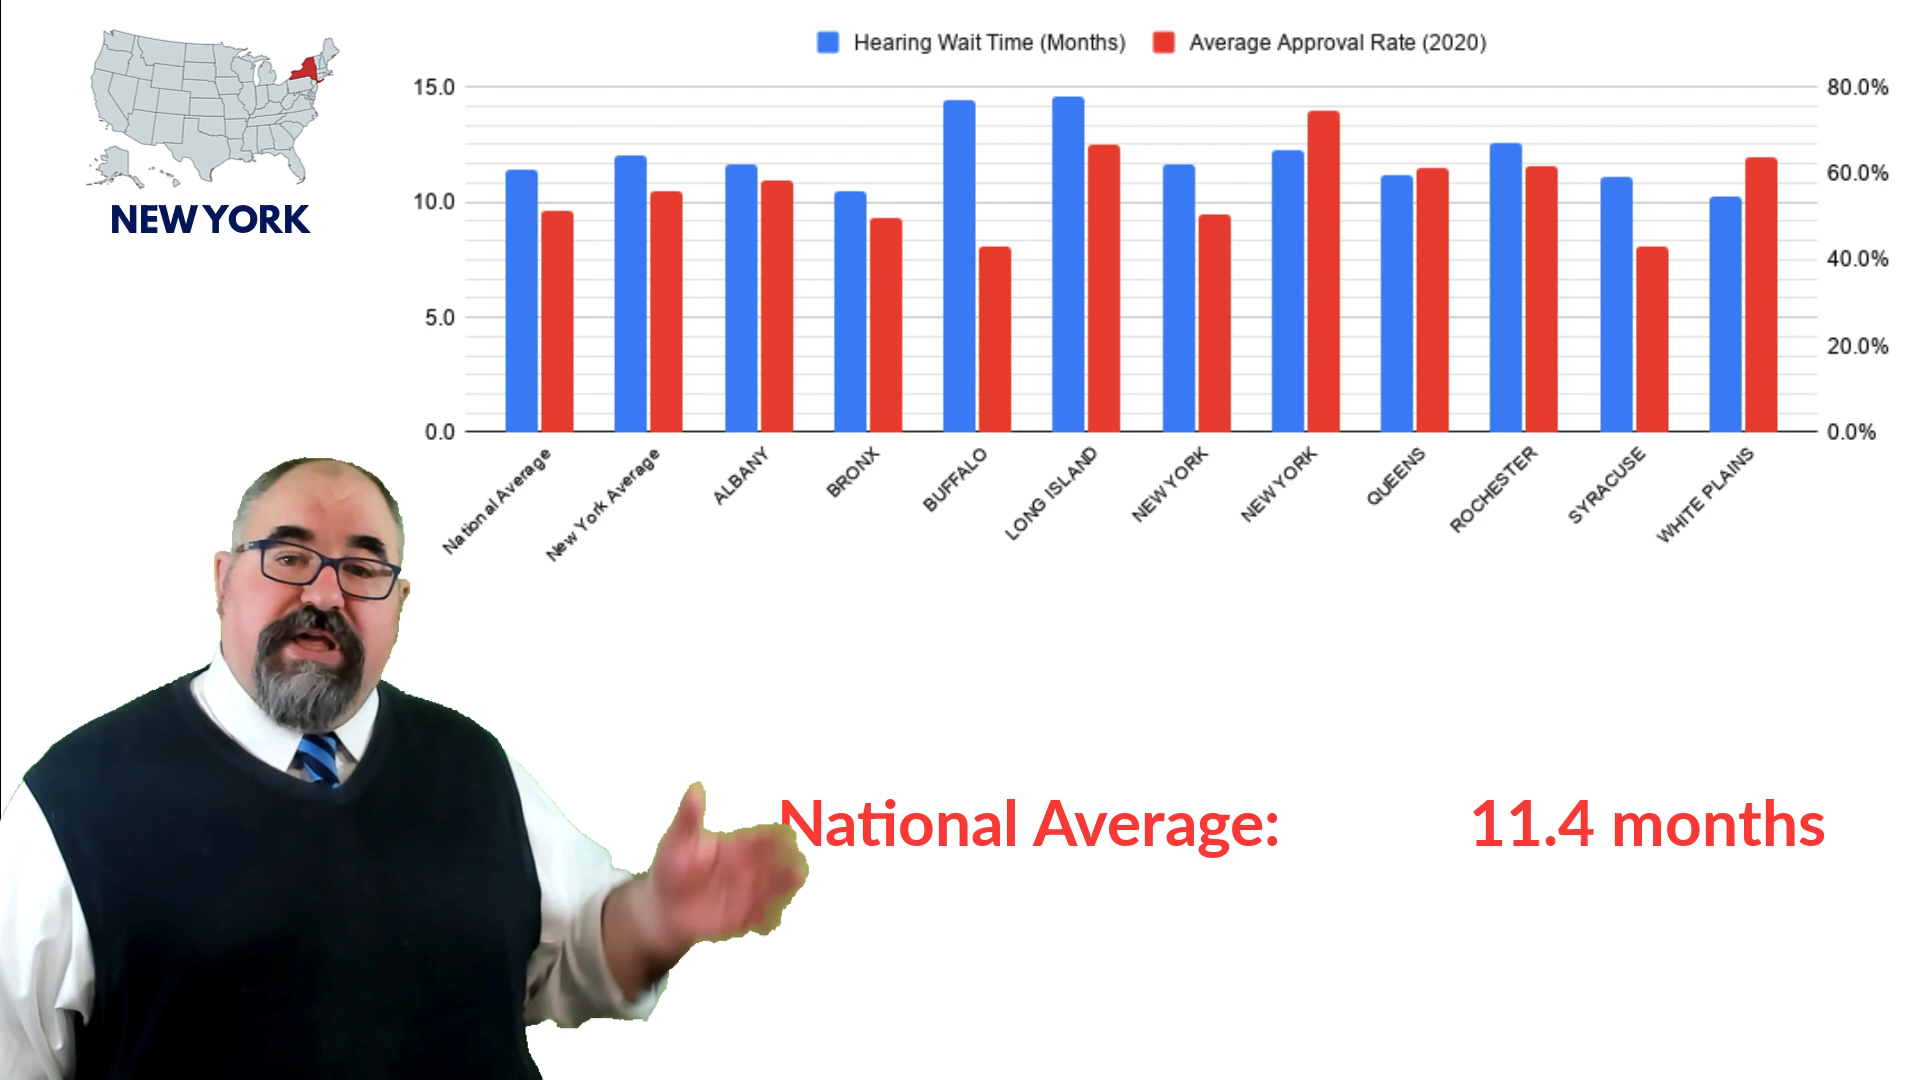 NEW YORK
Hearing Wait Time (Months) Average Approval Rate (2020)
15.0 80.0%
60.0%
10.0
40.0%
5.0
20.0%
0.0 0.0%
National Average
New York Average
ALBANY
BRONX
BUFFALO
LONG ISLAND
NEW YORK
NEW YORK
QUEENS
ROCHESTER
SYRACUSE
WHITE PLAINS
National Average: 11.4 months